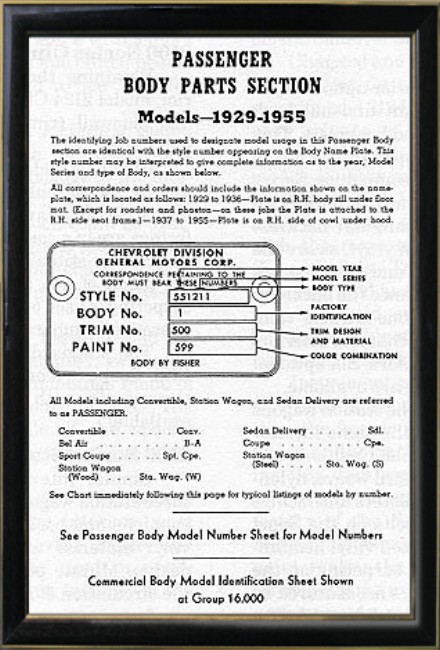 PASSENGER
BODY PARTS SECTION
Models—1929-1955
The identifying Job numbers used to designate model usage in this Passenger Body
section are identical with the style number appearing on the Body Name Plate. This
style number may be interpreted to give complete information as to the year, Model
Series and type of Body, as shown below.
All correspondence and orders should include the information shown on the name-
plate, which is located as follows: 1929 to 1936—Plate is on R.H. body sill under floor
mat. (Except for roadster and phaeton—on these jobs the Plate is attached to the
R.H. side seat frame.)—1937 to 1955—Plate is on R.H. side of cowl under hood.
CHEVROLET DIVISION
GENERAL MOTORS CORP.
CORRESPONDENCE PERTAINING TO THE
BODY MUST BEAR THESE NUMBERS
STYLE No. 551211
BODY No. 1
TRIM No. 500
PAINT No. 599
BODY BY FISHER
MODEL YEAR
MODEL SERIES
BODY TYPE
FACTORY
IDENTIFICATION
TRIM DESIGN
AND MATERIAL
COLOR COMBINATION
All Models including Convertible, Station Wagon, and Sedan Delivery are referred
to as PASSENGER.
Convertible . . . . . . . Conv.
Bel Air . . . . . . . . B-A
Sport Coupe . . . . Spt. Cpe.
Station Wagon
(Wood) . . . Sta. Wag. (W)
Sedan Delivery . . . . . . Sdl.
Coupe . . . . . . . . Cpe.
Station Wagon
(Steel) . . . . Sta. Wag. (S)
See Chart immediately following this page for typical listings of models by number.
See Passenger Body Model Number Sheet for Model Numbers
Commercial Body Model Identification Sheet Shown
at Group 16.000